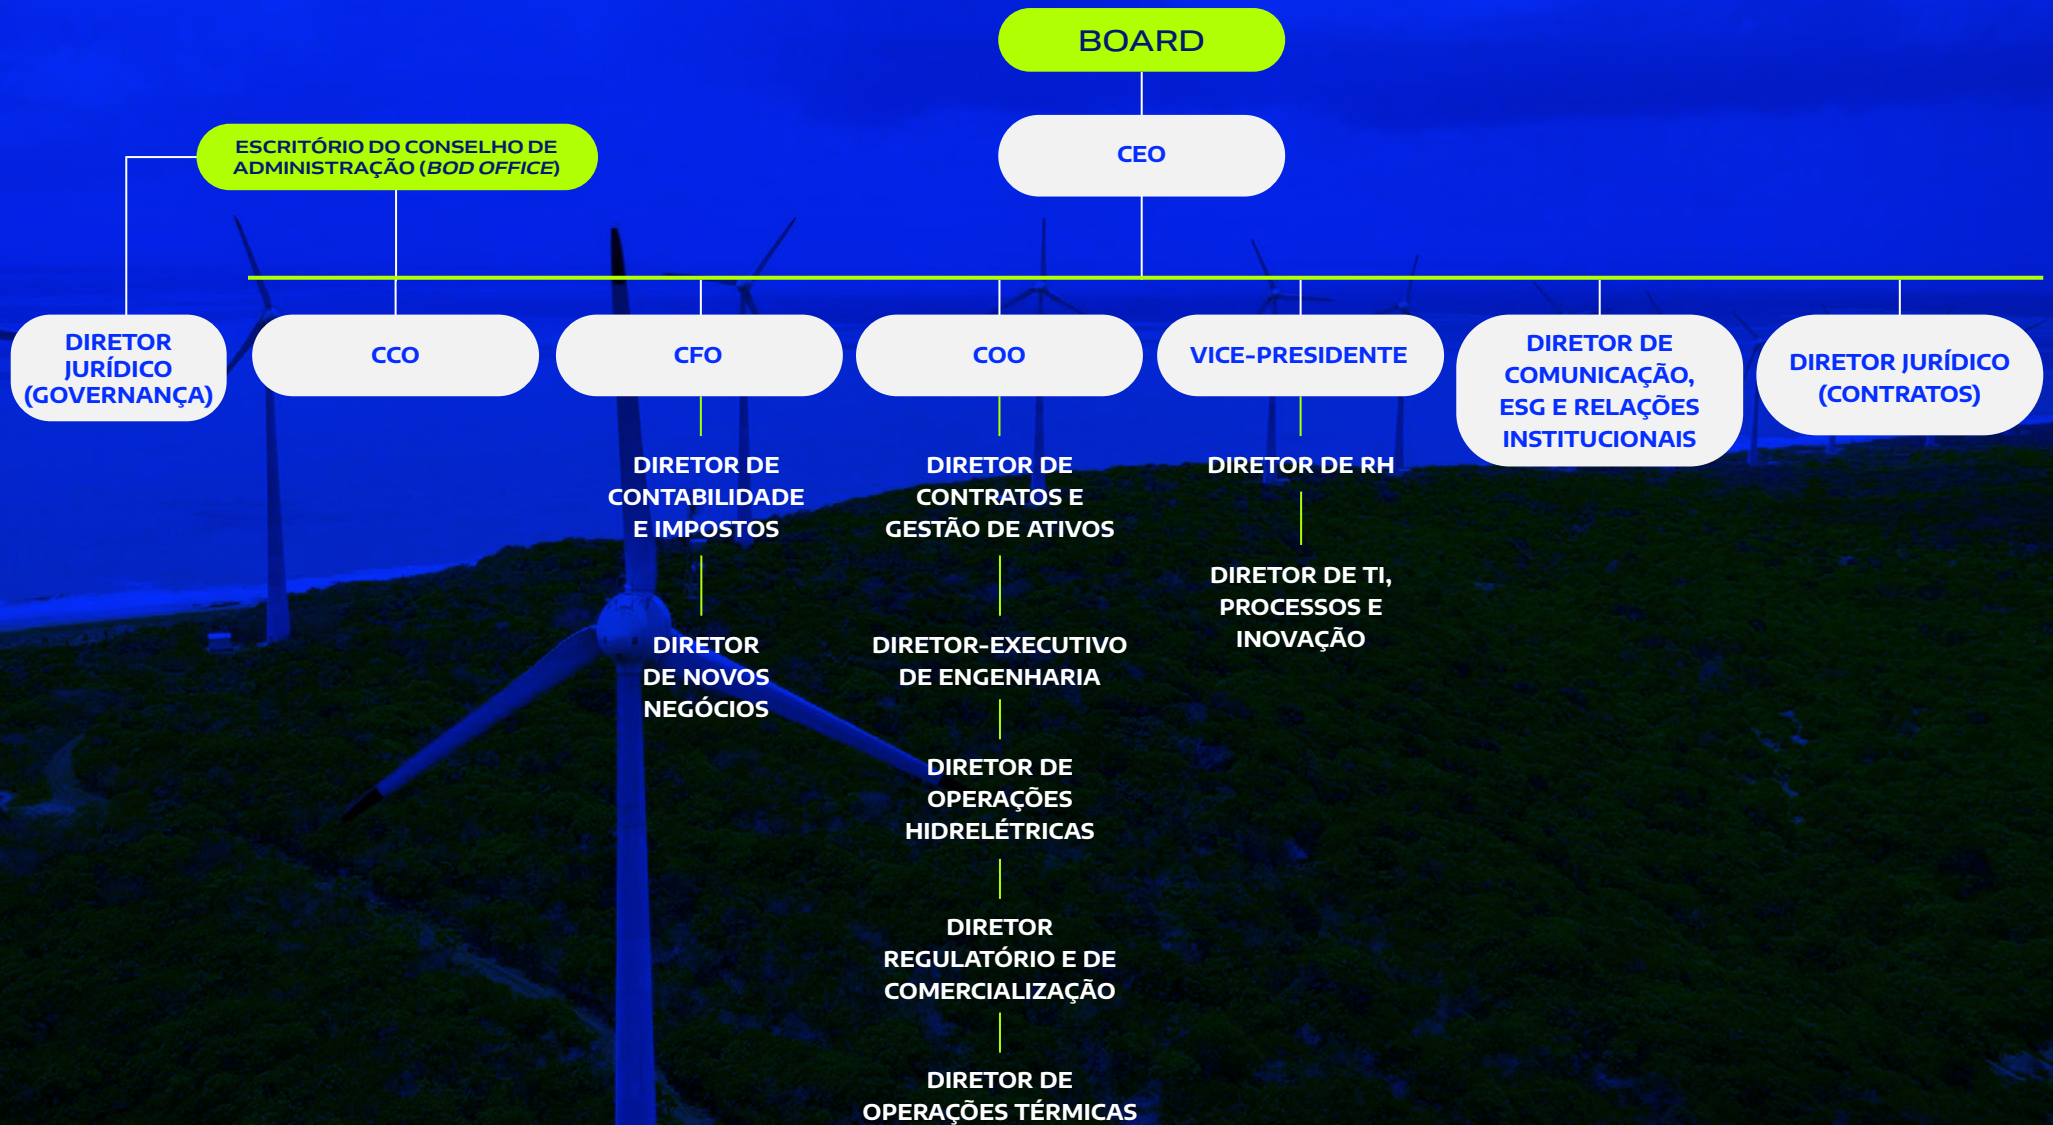 BOARD
CEO
ESCRITÓRIO DO CONSELHO DE
ADMINISTRAÇÃO (BOD OFFICE)
DIRETOR
JURÍDICO
(GOVERNANÇA)
CCO
CFO
COO
VICE-PRESIDENTE
DIRETOR DE
COMUNICAÇÃO,
ESG E RELAÇÕES
INSTITUCIONAIS
DIRETOR JURÍDICO
(CONTRATOS)
DIRETOR DE
CONTABILIDADE
E IMPOSTOS
DIRETOR
DE NOVOS
NEGÓCIOS
DIRETOR DE
CONTRATOS E
GESTÃO DE ATIVOS
DIRETOR-EXECUTIVO
DE ENGENHARIA
DIRETOR DE
OPERAÇÕES
HIDRELÉTRICAS
DIRETOR
REGULATÓRIO E DE
COMERCIALIZAÇÃO
DIRETOR DE
OPERAÇÕES TÉRMICAS
DIRETOR DE RH
DIRETOR DE TI,
PROCESSOS E
INOVAÇÃO